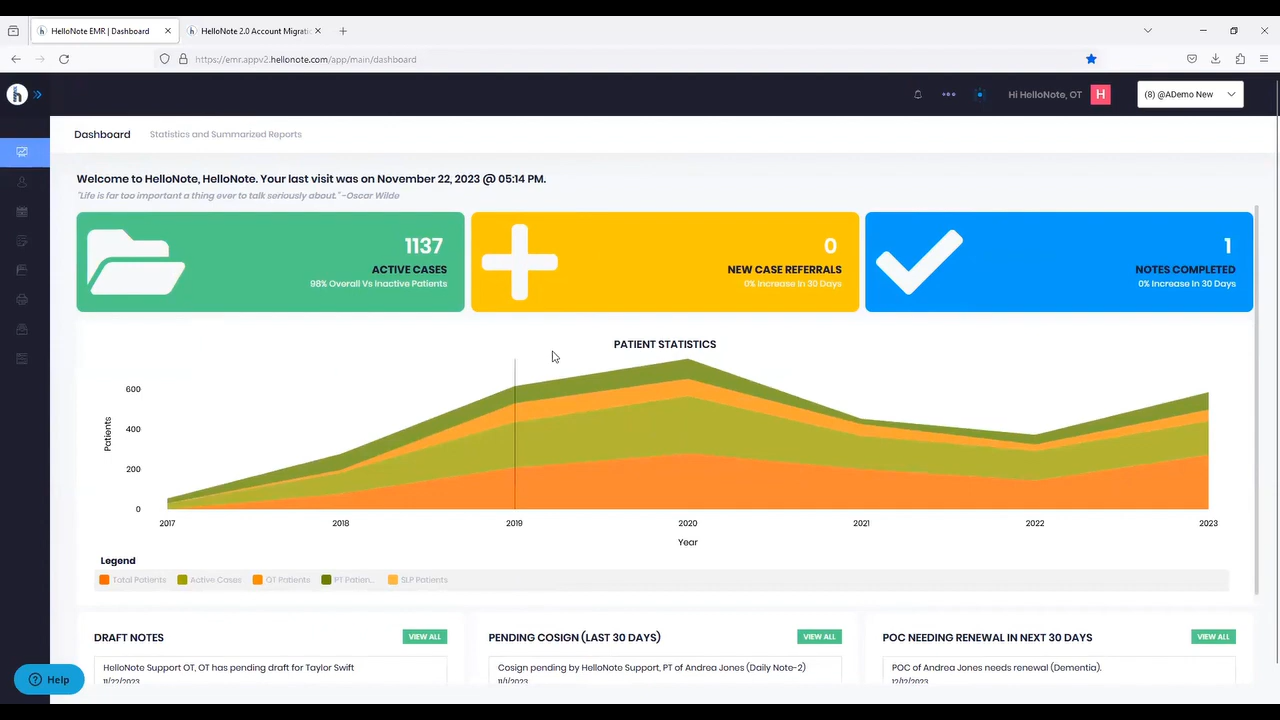 HelloNote EMR | Dashboard
HelloNote 2.0 Account Migrati
https://emr.appv2.hellonote.com/app/main/dashboard
h
Hi HelloNote, OT
H
(8) @ADemo New
Dashboard
Statistics and Summarized Reports
Welcome to HelloNote, HelloNote. Your last visit was on November 22, 2023 @ 05:14 PM.
"Life is far too important a thing ever to talk seriously about." -Oscar Wilde
1137
ACTIVE CASES
98% Overall Vs Inactive Patients
0
NEW CASE REFERRALS
0% Increase In 30 Days
1
NOTES COMPLETED
0% Increase In 30 Days
PATIENT STATISTICS
Patients
600
400
200
0
2017
2018
2019
2020
2021
2022
2023
Year
Legend
Total Patients
Active Cases
OT Patients
PT Patien...
SLP Patients
DRAFT NOTES
VIEW ALL
HelloNote Support OT, OT has pending draft for Taylor Swift
11/22/2023
PENDING COSIGN (LAST 30 DAYS)
VIEW ALL
Cosign pending by HelloNote Support, PT of Andrea Jones (Daily Note-2)
11/1/2023
POC NEEDING RENEWAL IN NEXT 30 DAYS
VIEW ALL
POC of Andrea Jones needs renewal (Dementia).
12/12/2023
Help